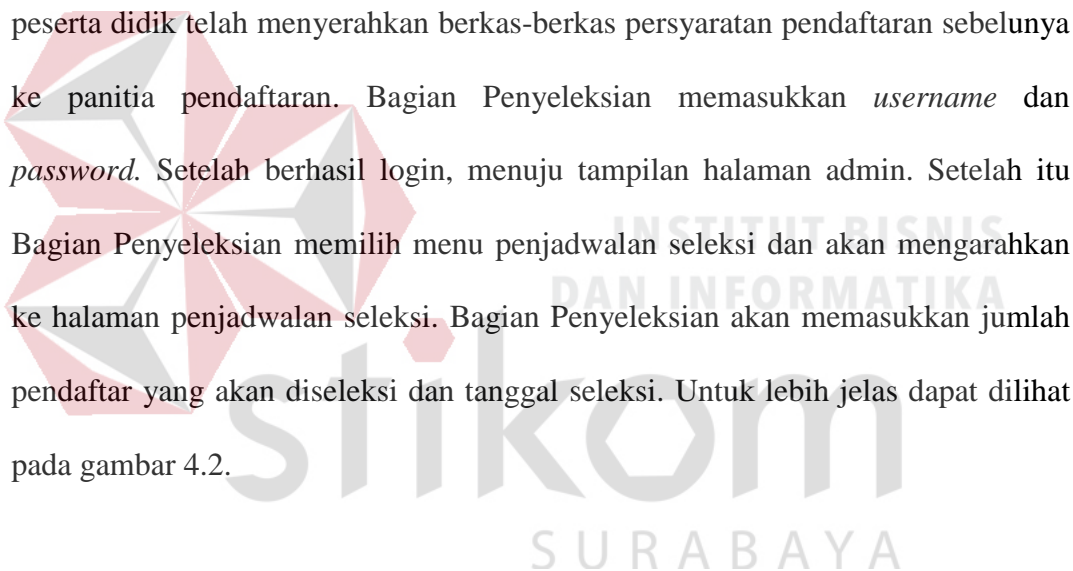 peserta didik telah menyerahkan berkas-berkas persyaratan pendaftaran sebelunya
ke panitia pendaftaran. Bagian Penyeleksian memasukkan username dan
password. Setelah berhasil login, menuju tampilan halaman admin. Setelah itu
Bagian Penyeleksian memilih menu penjadwalan seleksi dan akan mengarahkan
ke halaman penjadwalan seleksi. Bagian Penyeleksian akan memasukkan jumlah
pendaftar yang akan diseleksi dan tanggal seleksi. Untuk lebih jelas dapat dilihat
pada gambar 4.2.
INSTITUT BISNIS
DAN INFORMATIKA
stikom
SURABAYA